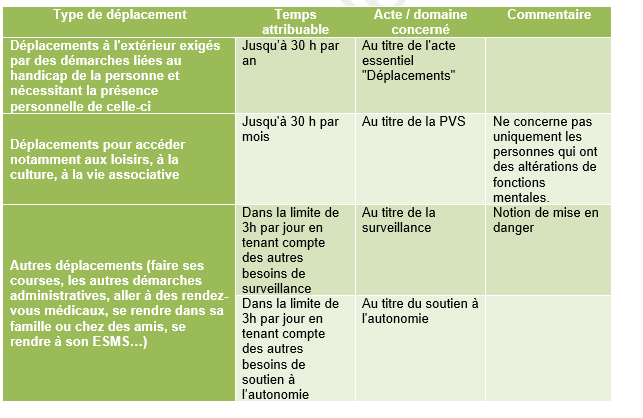 Type de déplacement
Temps
attribuable
Acte / domaine
concerné
Commentaire
Déplacements à l'extérieur exigés
par des démarches liées au
handicap de la personne et
nécessitant la présence
personnelle de celle-ci
Jusqu'à 30 h par
an
Au titre de l'acte
essentiel
"Déplacements"
Déplacements pour accéder
notamment aux loisirs, à la
culture, à la vie associative
Jusqu'à 30 h par
mois
Au titre de la PVS
Ne concerne pas
uniquement les
personnes qui ont
des altérations de
fonctions
mentales.
Autres déplacements (faire ses
courses, les autres démarches
administratives, aller à des rendez-
vous médicaux, se rendre dans sa
famille ou chez des amis, se
rendre à son ESMS…)
Dans la limite de
3h par jour en
tenant compte
des autres
besoins de
surveillance
Au titre de la
surveillance
Notion de mise en
danger
Dans la limite de
3h par jour en
tenant compte
des autres
besoins de
soutien à
l'autonomie
Au titre du soutien à
l'autonomie